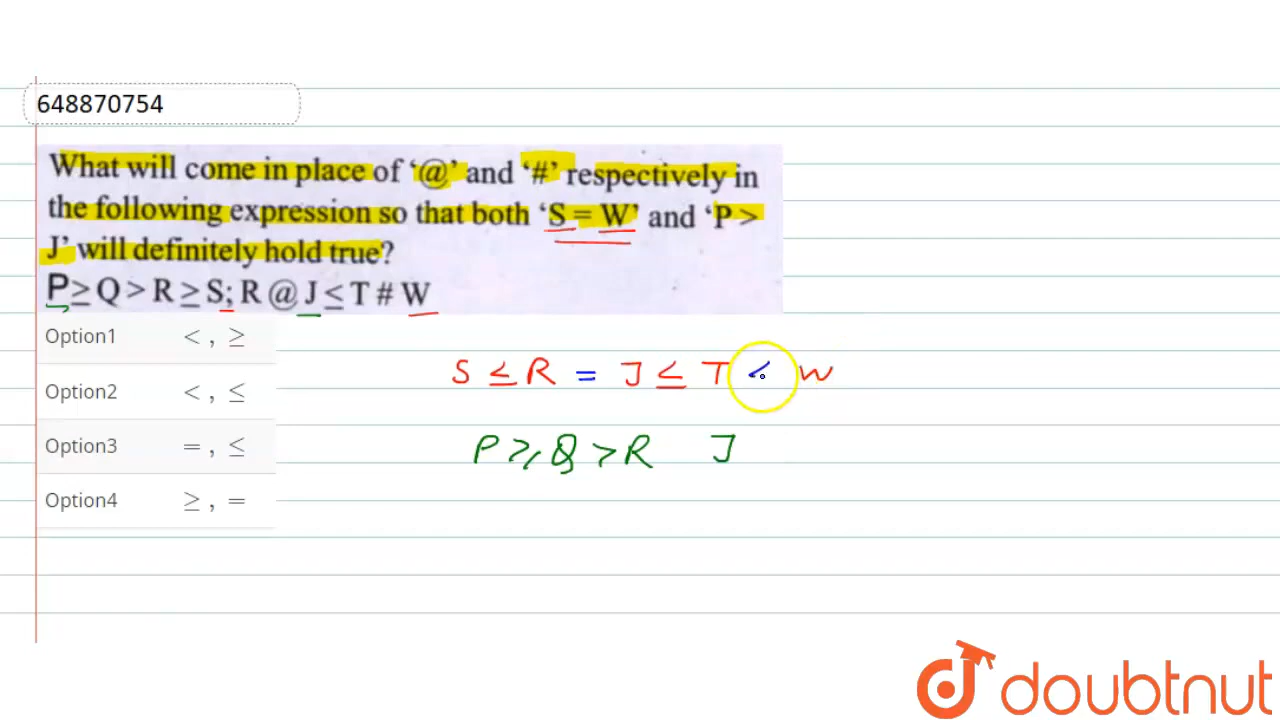 648870754
What will come in place of ‘@’ and ‘#’ respectively in
the following expression so that both ‘S = W’ and ‘P >
J’ will definitely hold true?
P ≥ Q > R ≥ S; R @ J ≤ T # W
Option1 < , ≥
Option2 < , ≤
Option3 = , ≤
Option4 ≥ , =
S ≤ R = J ≤ T < W
P ≥ Q > R J
doubtnut